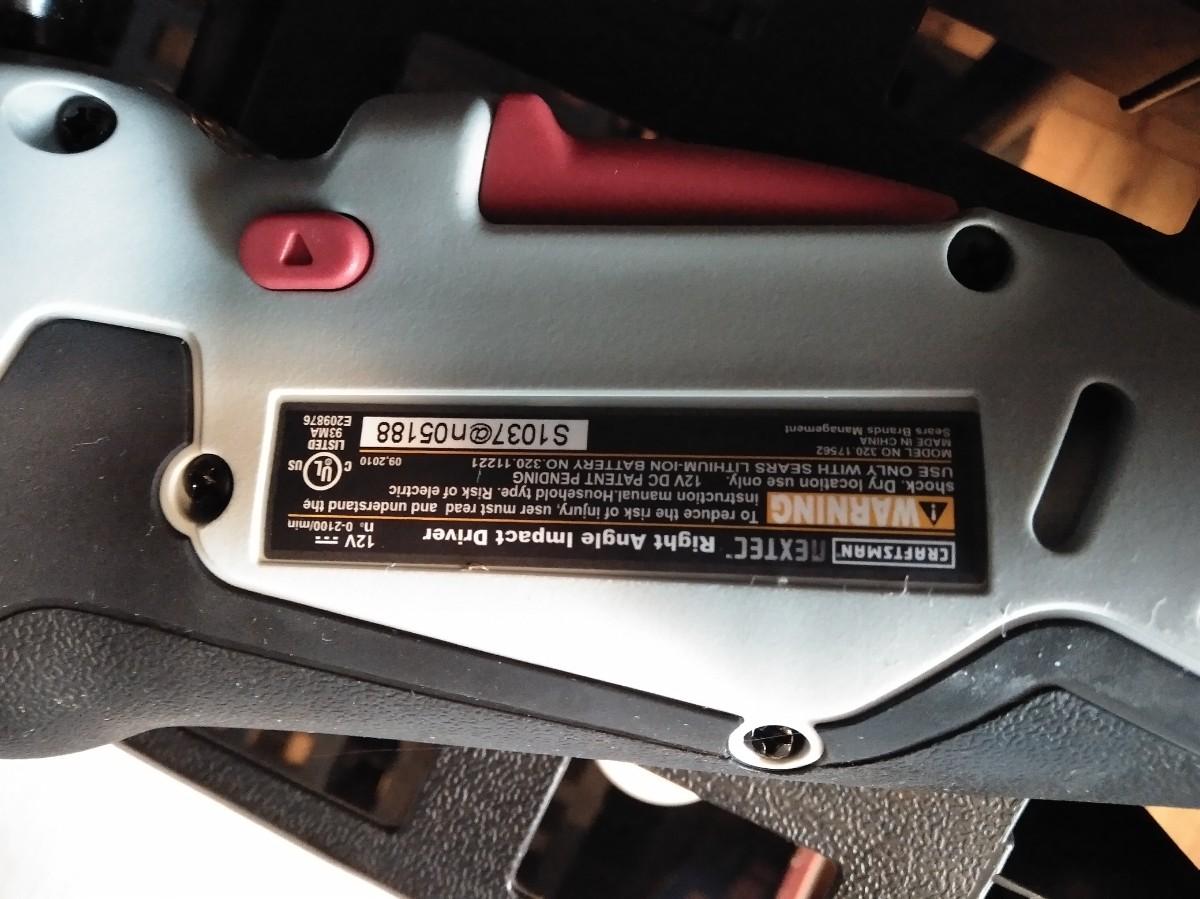 CRAFTSMAN NEXTEC™ Right Angle Impact Driver
12V
n₀ 0-2100/min
WARNING To reduce the risk of injury, user must read and understand the
instruction manual.Household type. Risk of electric
shock. Dry location use only. 12V DC PATENT PENDING
USE ONLY WITH SEARS LITHIUM-ION BATTERY NO.320.11221
MODEL NO.320.17562
MADE IN CHINA
Sears Brands Management
09,2010
S1037@n05188
C UL US
LISTED
93MA
E209876